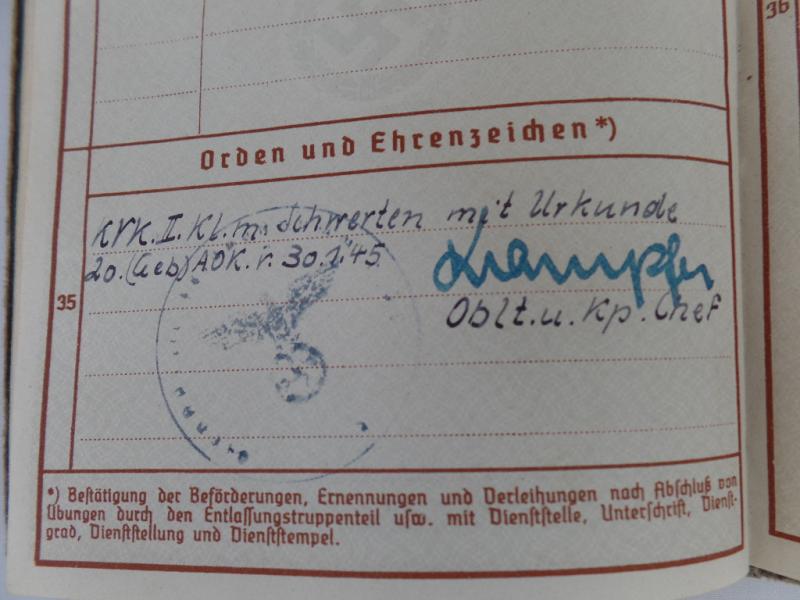 36
Orden und Ehrenzeichen *)
KVK. II. Kl. m. Schwerten mit Urkunde
20. (Geb) AOK. v. 30.1.45
Oblt. u. Kp. Chef
35
*) Bestätigung der Beförderungen, Ernennungen und Verleihungen nach Abschluß von
Übungen durch den Entlassungstruppenteil usw. mit Dienststelle, Unterschrift, Dienst-
grad, Dienststellung und Dienststempel.